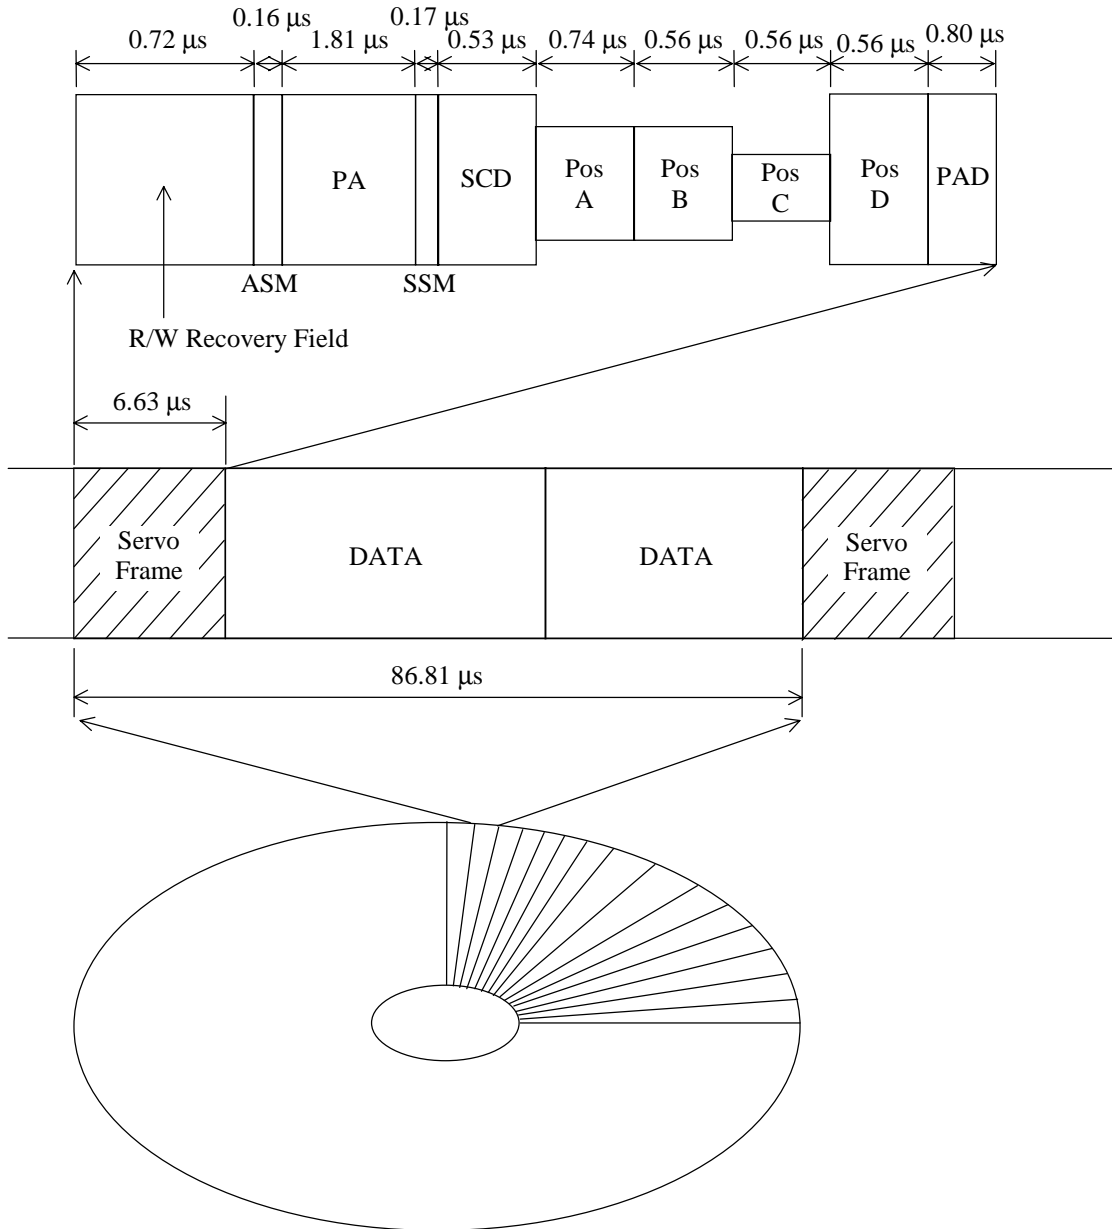 0.16 μs 0.17 μs
0.72 μs 1.81 μs 0.53 μs 0.74 μs 0.56 μs 0.56 μs 0.56 μs 0.80 μs
PA SCD Pos A Pos B Pos C Pos D PAD
ASM SSM
R/W Recovery Field
6.63 μs
Servo Frame DATA DATA Servo Frame
86.81 μs